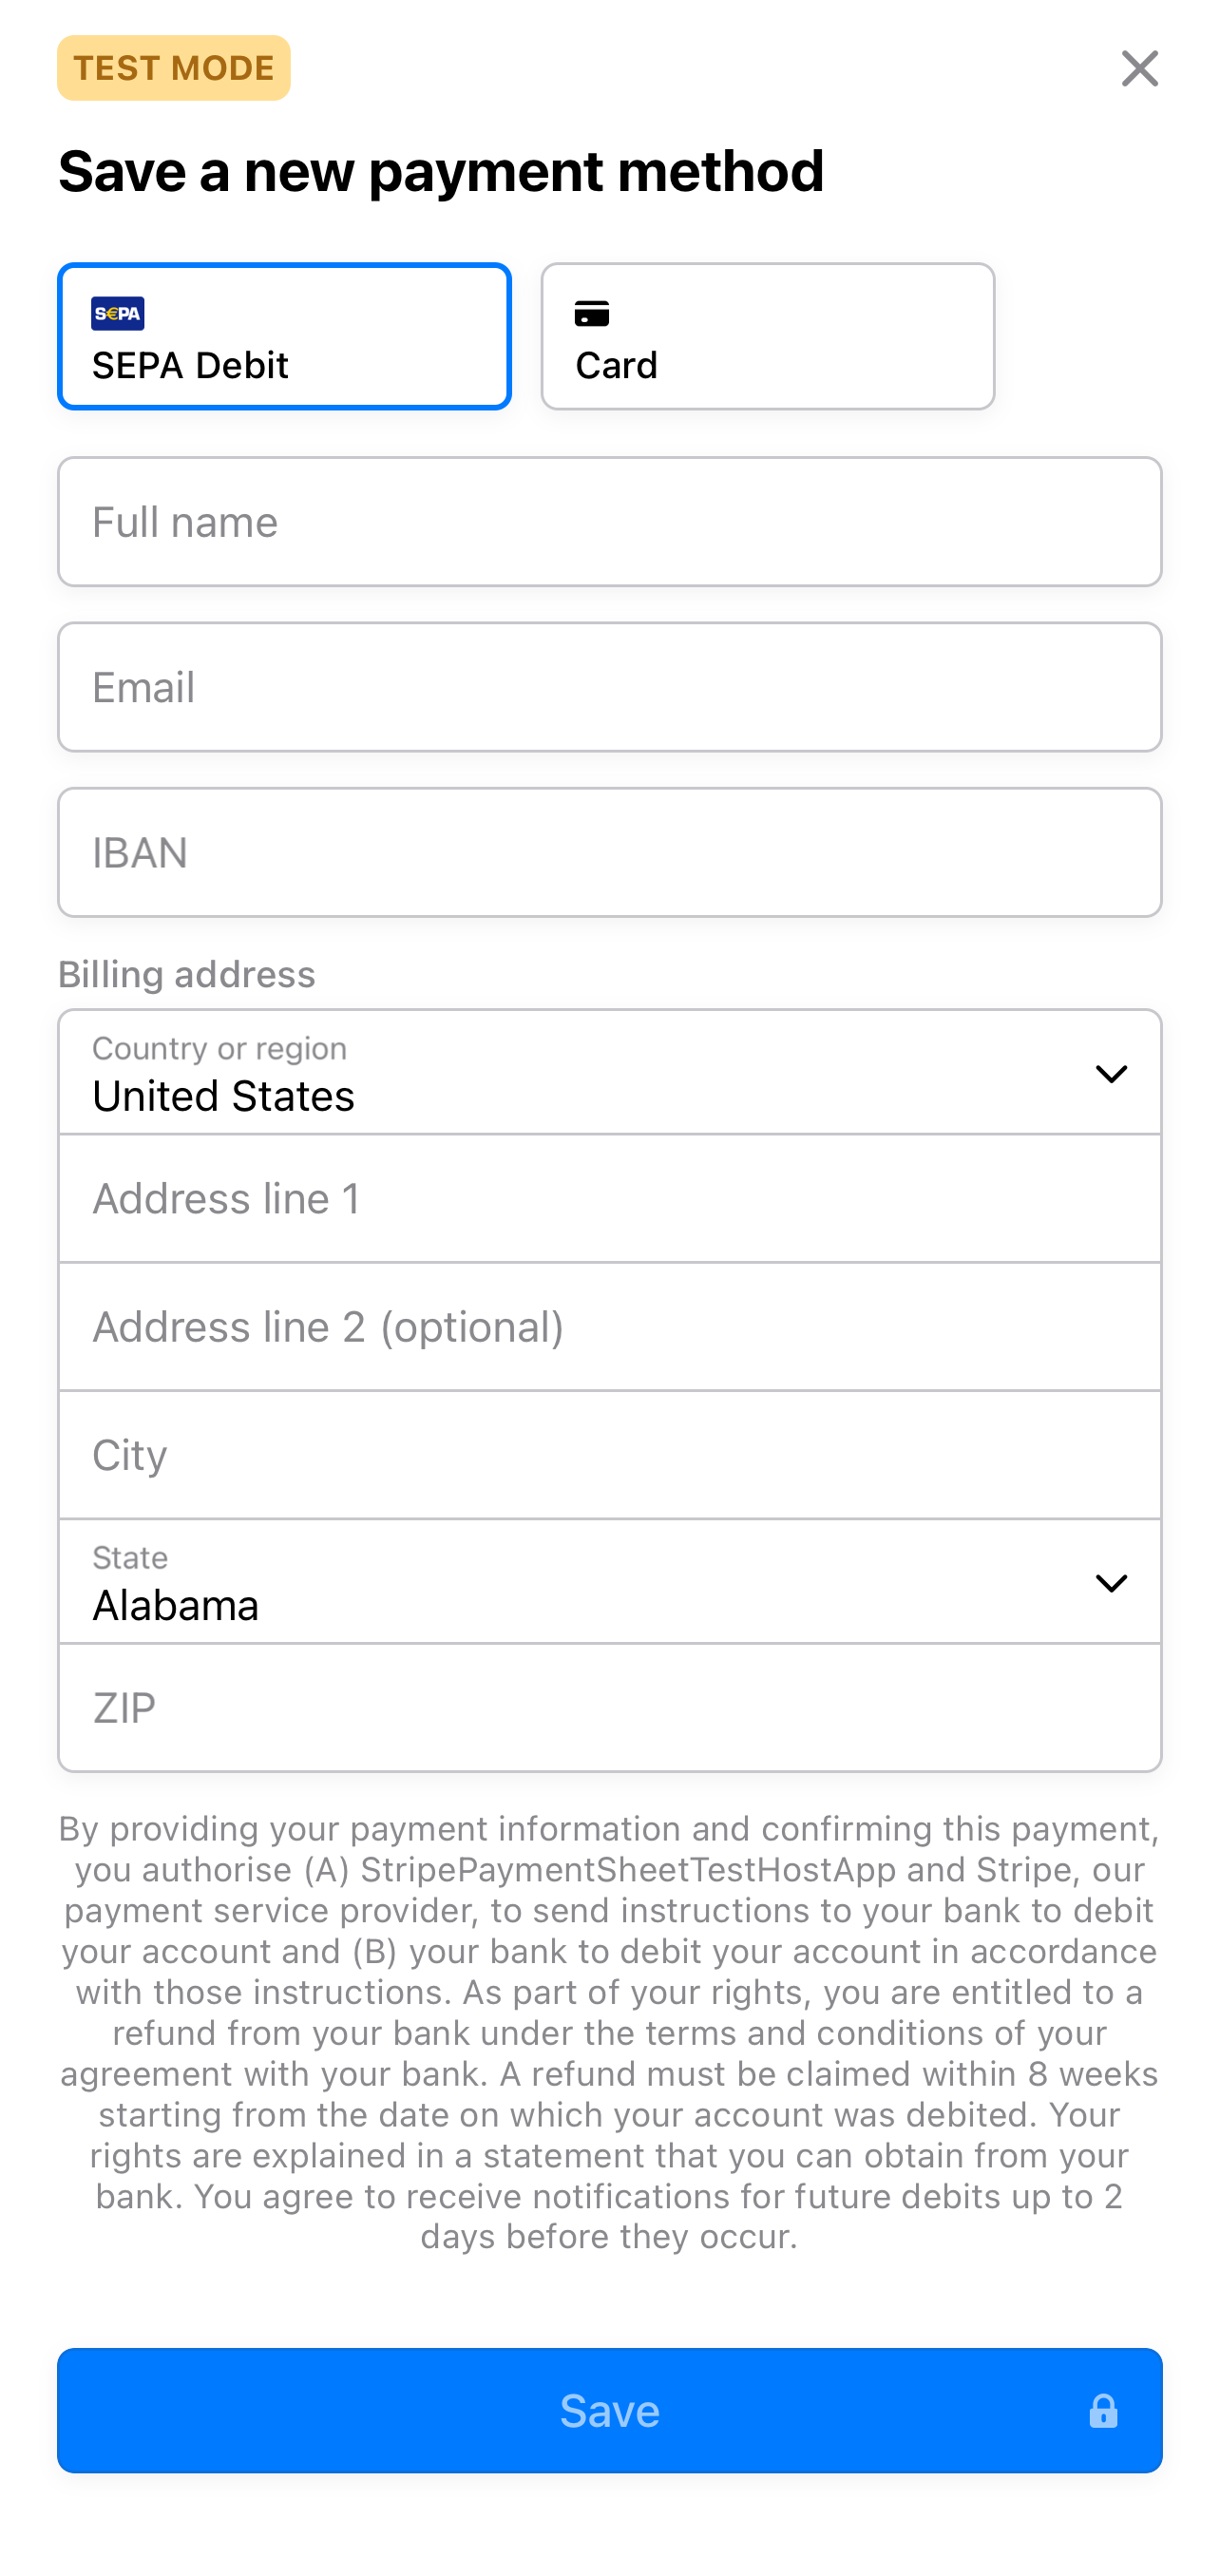 TEST MODE
Save a new payment method
S€PA
SEPA Debit
Card
Full name
Email
IBAN
Billing address
Country or region
United States
Address line 1
Address line 2 (optional)
City
State
Alabama
ZIP
By providing your payment information and confirming this payment,
you authorise (A) StripePaymentSheetTestHostApp and Stripe, our
payment service provider, to send instructions to your bank to debit
your account and (B) your bank to debit your account in accordance
with those instructions. As part of your rights, you are entitled to a
refund from your bank under the terms and conditions of your
agreement with your bank. A refund must be claimed within 8 weeks
starting from the date on which your account was debited. Your
rights are explained in a statement that you can obtain from your
bank. You agree to receive notifications for future debits up to 2
days before they occur.
Save